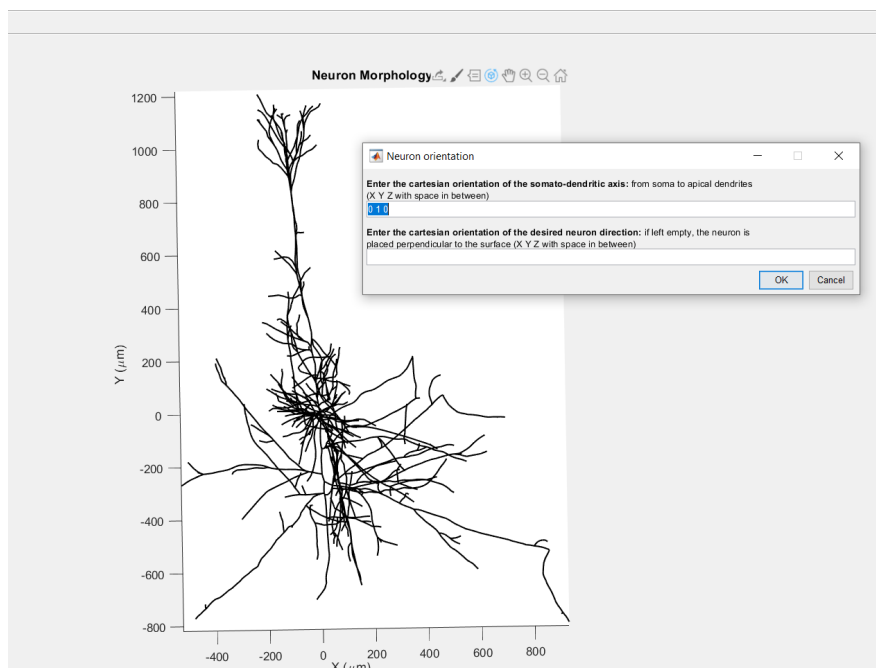 Neuron Morphology
1200
1000
800
600
400
200
0
-200
-400
-600
-800
Y (μm)
-400 -200 0 200 400 600 800
X (μm)
Neuron orientation
Enter the cartesian orientation of the somato-dendritic axis: from soma to apical dendrites
(X Y Z with space in between)
0 1 0
Enter the cartesian orientation of the desired neuron direction: if left empty, the neuron is
placed perpendicular to the surface (X Y Z with space in between)
OK Cancel